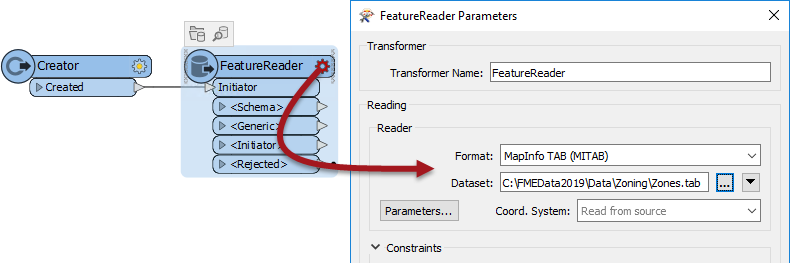 Creator
Created
FeatureReader
Initiator
<Schema>
<Generic>
<Initiator>
<Rejected>
FeatureReader Parameters
Transformer
Transformer Name: FeatureReader
Reading
Reader
Format: MapInfo TAB (MITAB)
Dataset: C:\FMEData2019\Data\Zoning\Zones.tab ...
Parameters... Coord. System: Read from source
Constraints